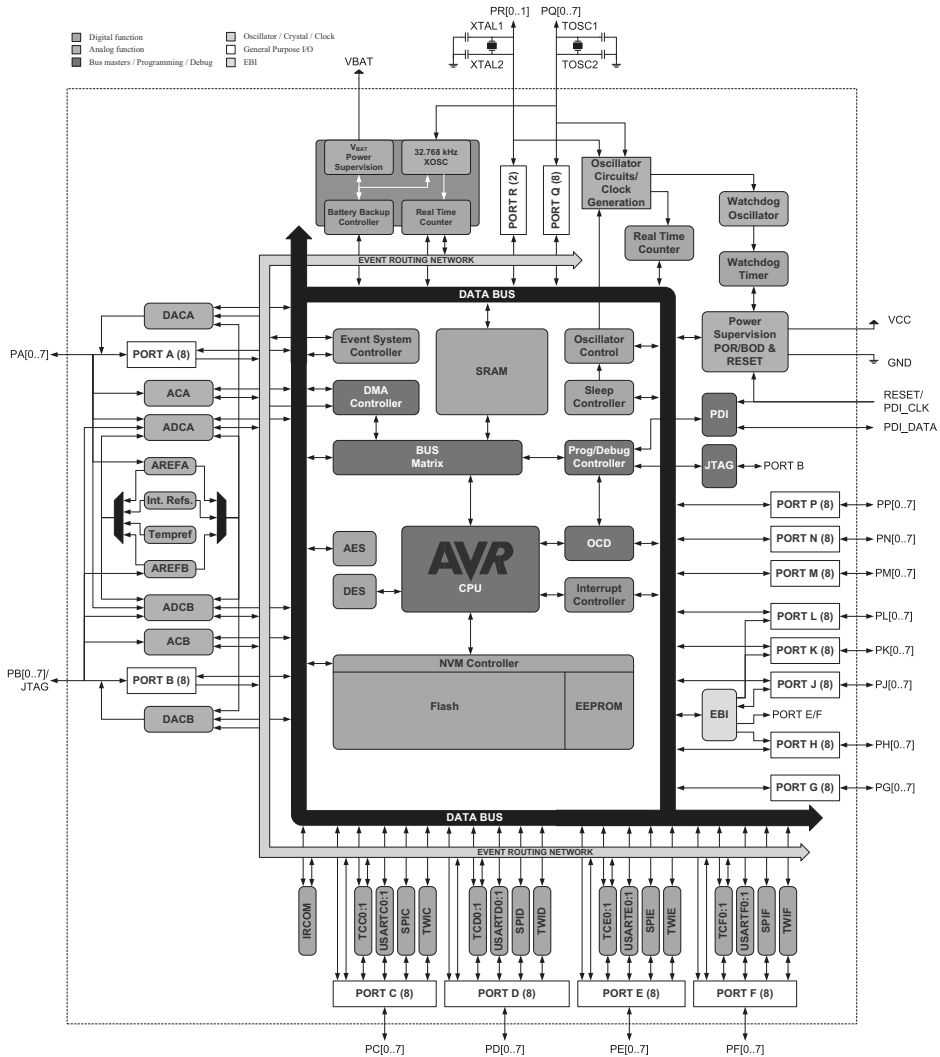 PR[0..1]
PQ[0..7]
XTAL1
TOSC1
XTAL2
TOSC2
Digital function
Analog function
Bus masters / Programming / Debug
Oscillator / Crystal / Clock
General Purpose I/O
EBI
VBAT
VBAT
Power
Supervision
32.768 kHz
XOSC
Battery Backup
Controller
Real Time
Counter
PORT R (2)
PORT Q (8)
Oscillator
Circuits/
Clock
Generation
Real Time
Counter
Watchdog
Oscillator
Watchdog
Timer
EVENT ROUTING NETWORK
DATA BUS
Power
Supervision
POR/BOD &
RESET
VCC
GND
RESET/
PDI_CLK
PDI_DATA
PDI
JTAG
PORT B
DACA
PA[0..7]
PORT A (8)
ACA
ADCA
AREFA
Int. Refs.
Tempref
AREFB
ADCB
ACB
PB[0..7]/
JTAG
PORT B (8)
DACB
Event System
Controller
DMA
Controller
SRAM
Oscillator
Control
Sleep
Controller
BUS
Matrix
Prog/Debug
Controller
AES
DES
AVR
CPU
OCD
Interrupt
Controller
NVM Controller
Flash
EEPROM
PORT P (8)
PP[0..7]
PORT N (8)
PN[0..7]
PORT M (8)
PM[0..7]
PORT L (8)
PL[0..7]
PORT K (8)
PK[0..7]
PORT J (8)
PJ[0..7]
EBI
PORT E/F
PORT H (8)
PH[0..7]
PORT G (8)
PG[0..7]
DATA BUS
EVENT ROUTING NETWORK
IRCOM
TCC0:1
USARTC0:1
SPIC
TWIC
TCD0:1
USARTD0:1
SPID
TWID
TCE0:1
USARTE0:1
SPIE
TWIE
TCF0:1
USARTF0:1
SPIF
TWIF
PORT C (8)
PORT D (8)
PORT E (8)
PORT F (8)
PC[0..7]
PD[0..7]
PE[0..7]
PF[0..7]